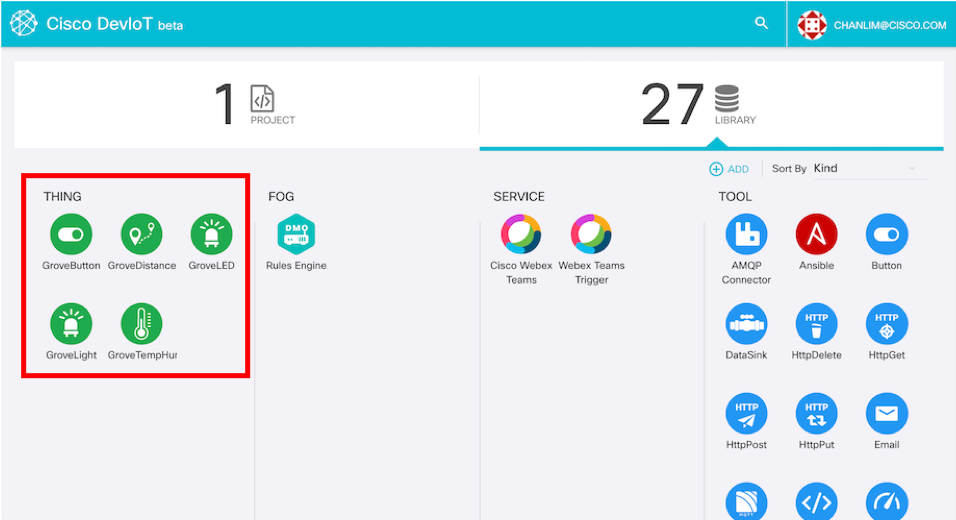 Cisco DevIoT beta
CHANLIM@CISCO.COM
1 PROJECT
27 LIBRARY
ADD
Sort By Kind
THING
GroveButton GroveDistance GroveLED
GroveLight GroveTempHur
FOG
DMO
Rules Engine
SERVICE
Cisco Webex Teams
Webex Teams Trigger
TOOL
AMQP Connector
Ansible
Button
DataSink
HTTP
HttpDelete
HTTP
HttpGet
HTTP
HttpPost
HTTP
HttpPut
Email
MQTT